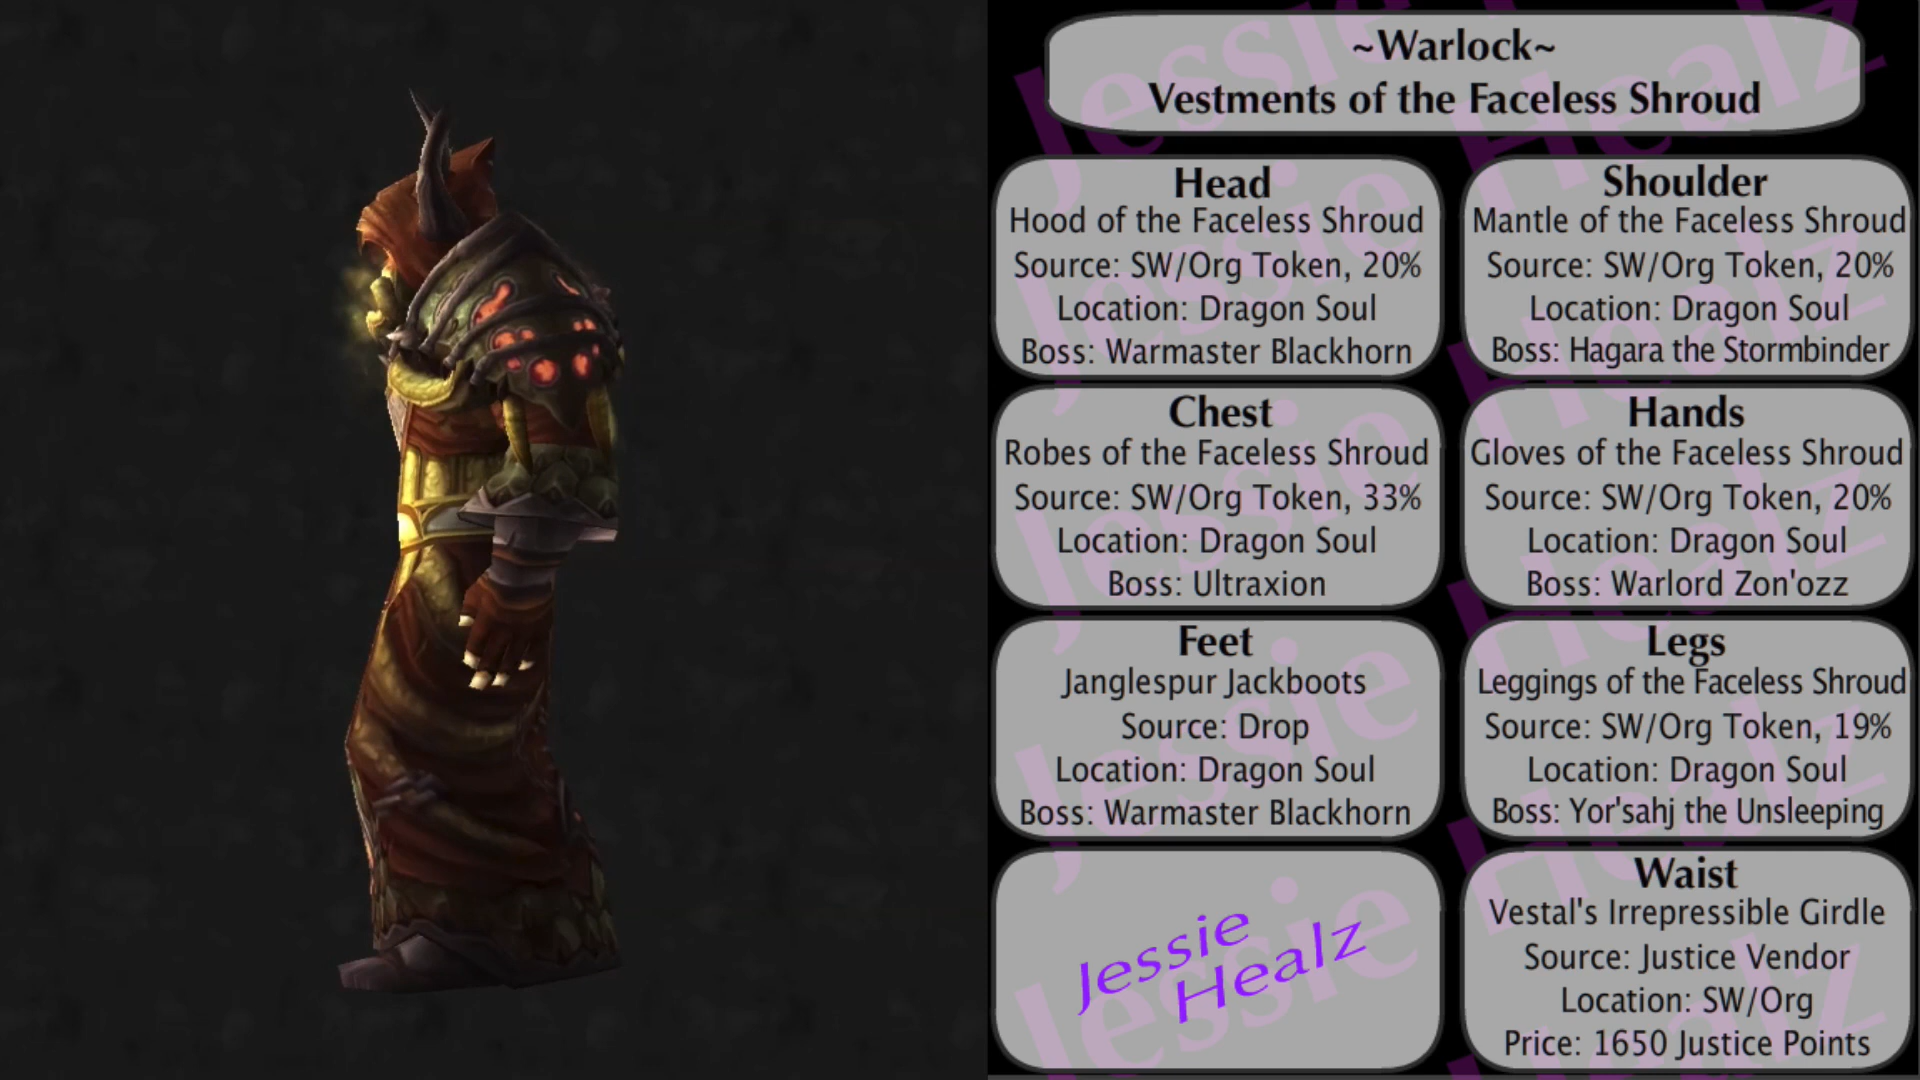 ~Warlock~
Vestments of the Faceless Shroud
Head
Hood of the Faceless Shroud
Source: SW/Org Token, 20%
Location: Dragon Soul
Boss: Warmaster Blackhorn
Shoulder
Mantle of the Faceless Shroud
Source: SW/Org Token, 20%
Location: Dragon Soul
Boss: Hagara the Stormbinder
Chest
Robes of the Faceless Shroud
Source: SW/Org Token, 33%
Location: Dragon Soul
Boss: Ultraxion
Hands
Gloves of the Faceless Shroud
Source: SW/Org Token, 20%
Location: Dragon Soul
Boss: Warlord Zon'ozz
Feet
Janglespur Jackboots
Source: Drop
Location: Dragon Soul
Boss: Warmaster Blackhorn
Legs
Leggings of the Faceless Shroud
Source: SW/Org Token, 19%
Location: Dragon Soul
Boss: Yor'sahj the Unsleeping
Jessie
Healz
Waist
Vestal's Irrepressible Girdle
Source: Justice Vendor
Location: SW/Org
Price: 1650 Justice Points